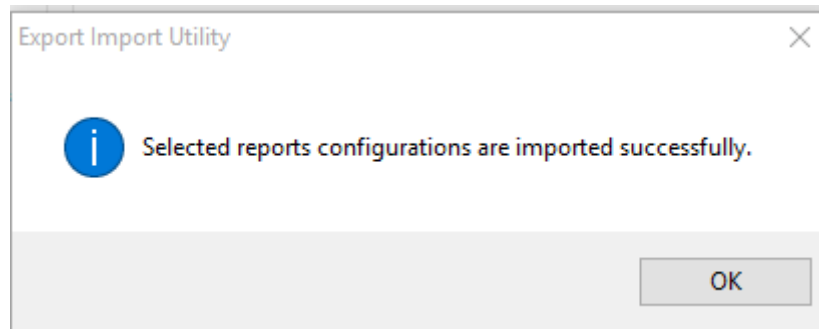 Export Import Utility
Selected reports configurations are imported successfully.
OK